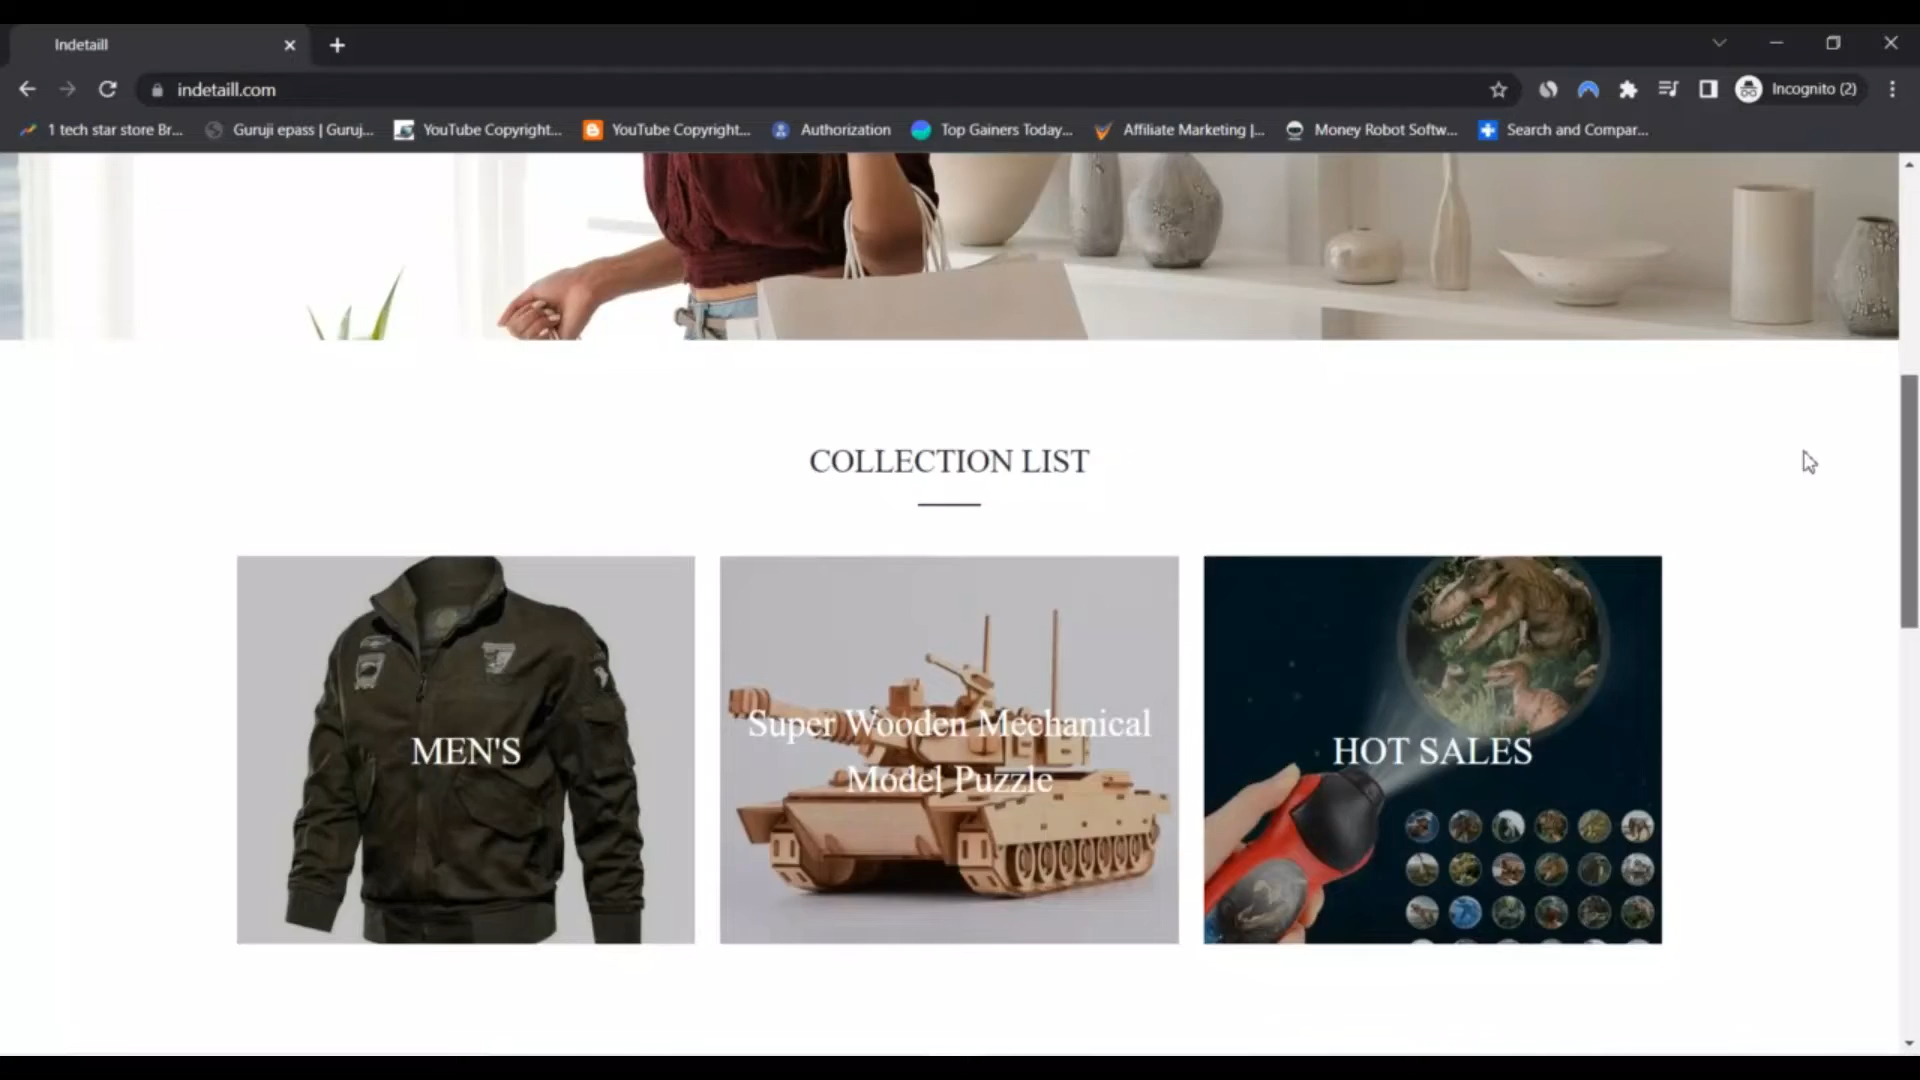 Indetaill
indetaill.com
Incognito (2)
1 tech star store Br...
Guruji epass | Guruj...
YouTube Copyright...
YouTube Copyright...
Authorization
Top Gainers Today...
Affiliate Marketing |...
Money Robot Softw...
Search and Compar...
COLLECTION LIST
MEN'S
Super Wooden Mechanical
Model Puzzle
HOT SALES